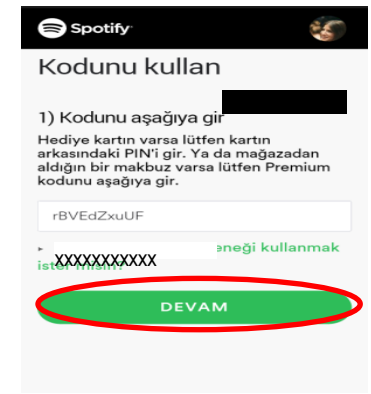 Spotify
Kodunu kullan
1) Kodunu aşağıya gir
Hediye kartın varsa lütfen kartın
arkasındaki PIN'i gir. Ya da mağazadan
aldığın bir makbuz varsa lütfen Premium
kodunu aşağıya gir.
rBVEdZxuUF
eneği kullanmak
XXXXXXXXXXX
ister misin?
DEVAM